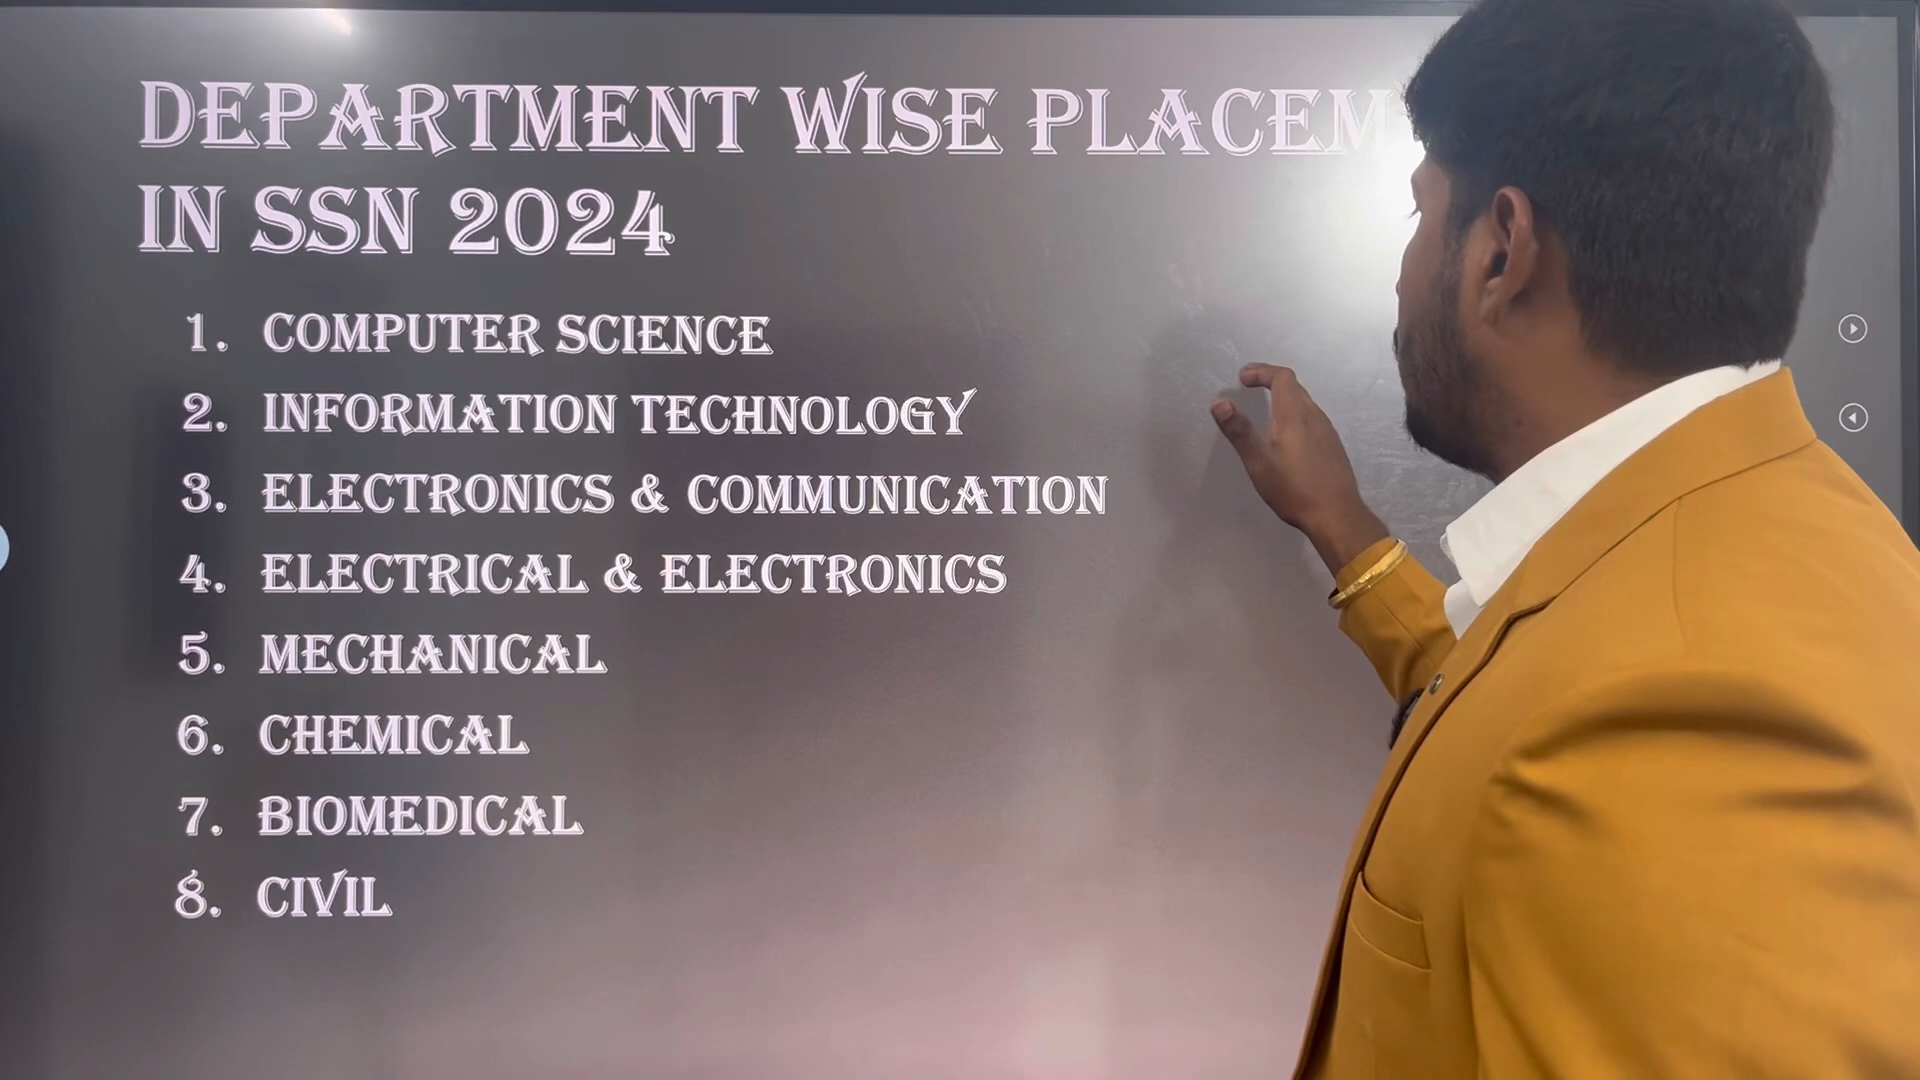 DEPARTMENT WISE
IN SSN 2024
1. COMPUTER SCIENCE
2. INFORMATION TECHNOLOGY
3. ELECTRONICS & COMMUNICATION
4. ELECTRICAL & ELECTRONICS
5. MECHANICAL
6. CHEMICAL
7. BIOMEDICAL
8. CIVIL